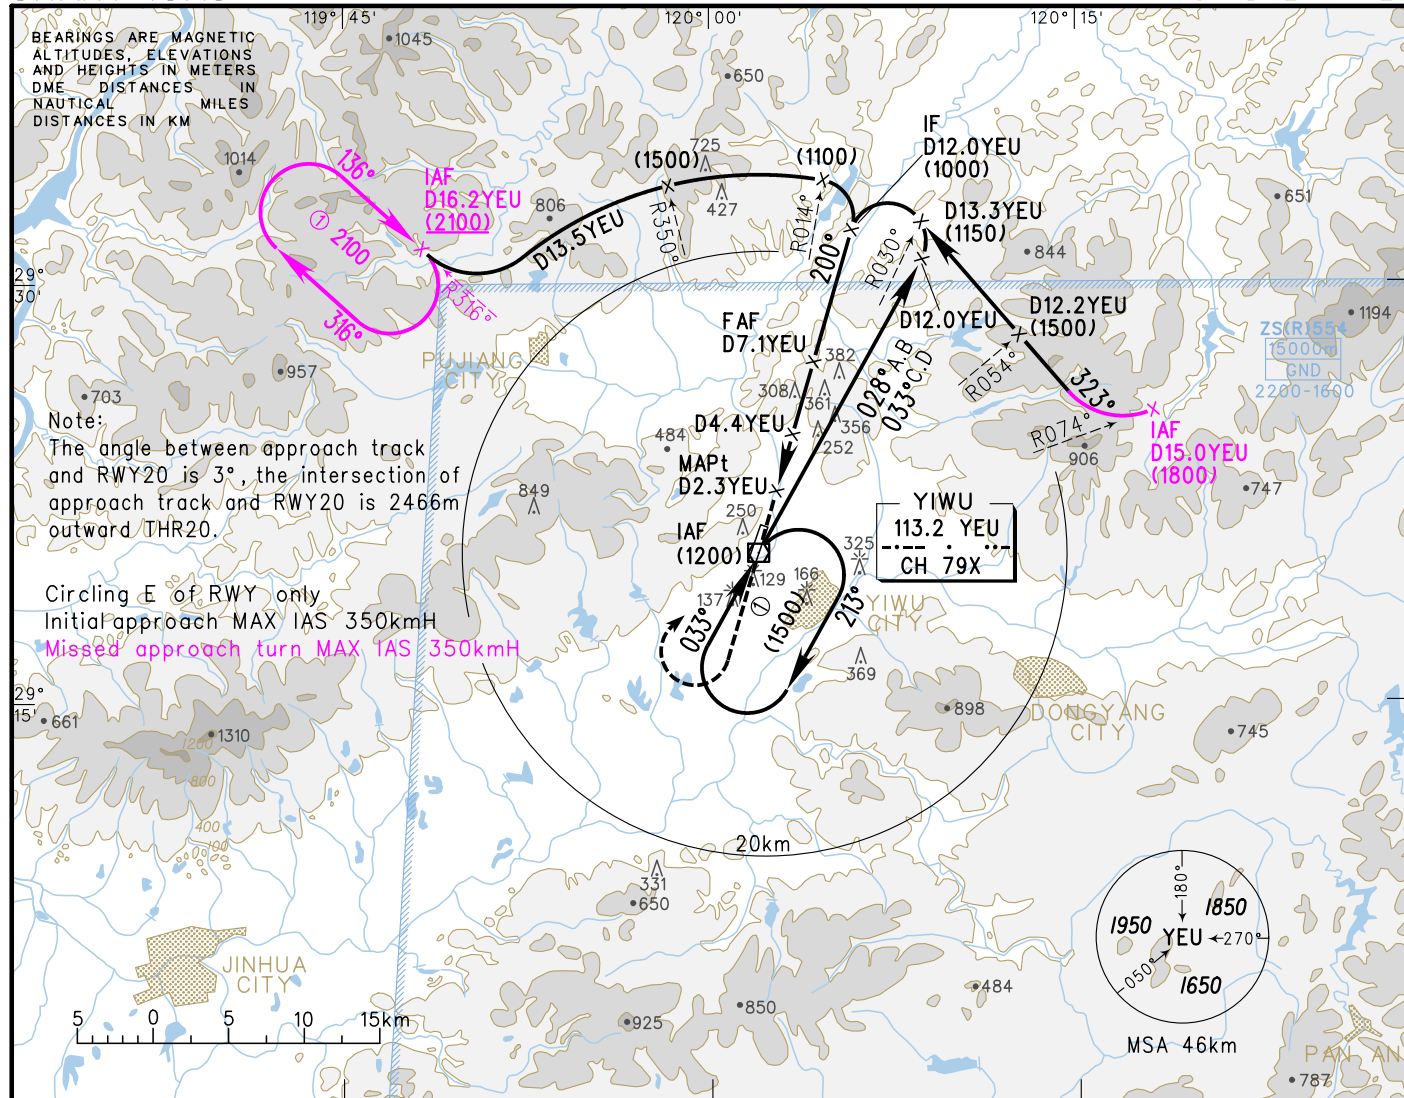 119° 45'
120° 00'
120° 15'
BEARINGS ARE MAGNETIC
ALTITUDES, ELEVATIONS
AND HEIGHTS IN METERS
DME DISTANCES IN
NAUTICAL MILES
DISTANCES IN KM
1045
650
1014
136°
① 2100
316°
IAF
D16.2YEU
(2100)
R316°
806
D13.5YEU
(1500)
725
427
R350°
(1100)
R014°
IF
D12.0YEU
(1000)
200°
R030°
D13.3YEU
(1150)
651
844
29°
30'
D12.0YEU
D12.2YEU
(1500)
1194
ZS(R)554
15000m
GND
2200-1600
FAF
D7.1YEU
382
308
361
356
252
028° A.B
033° C.D
R054°
323°
R074°
906
IAF
D15.0YEU
(1800)
747
PUJIANG
CITY
957
703
Note:
The angle between approach track
and RWY20 is 3°, the intersection of
approach track and RWY20 is 2466m
outward THR20.
484
849
D4.4YEU
MAPt
D2.3YEU
250
IAF
(1200)
YIWU
113.2 YEU
CH 79X
325
129
166
137
①
(1500)
033°
213°
YIWU
CITY
369
Circling E of RWY only
Initial approach MAX IAS 350kmH
Missed approach turn MAX IAS 350kmH
29°
15'
661
1310
1200
800
400
100
898
DONGYANG
CITY
745
20km
331
650
JINHUA
CITY
925
850
484
180°
1950
1850
YEU
270°
050°
1650
MSA 46km
5 0 5 10 15km
PAN AN
787